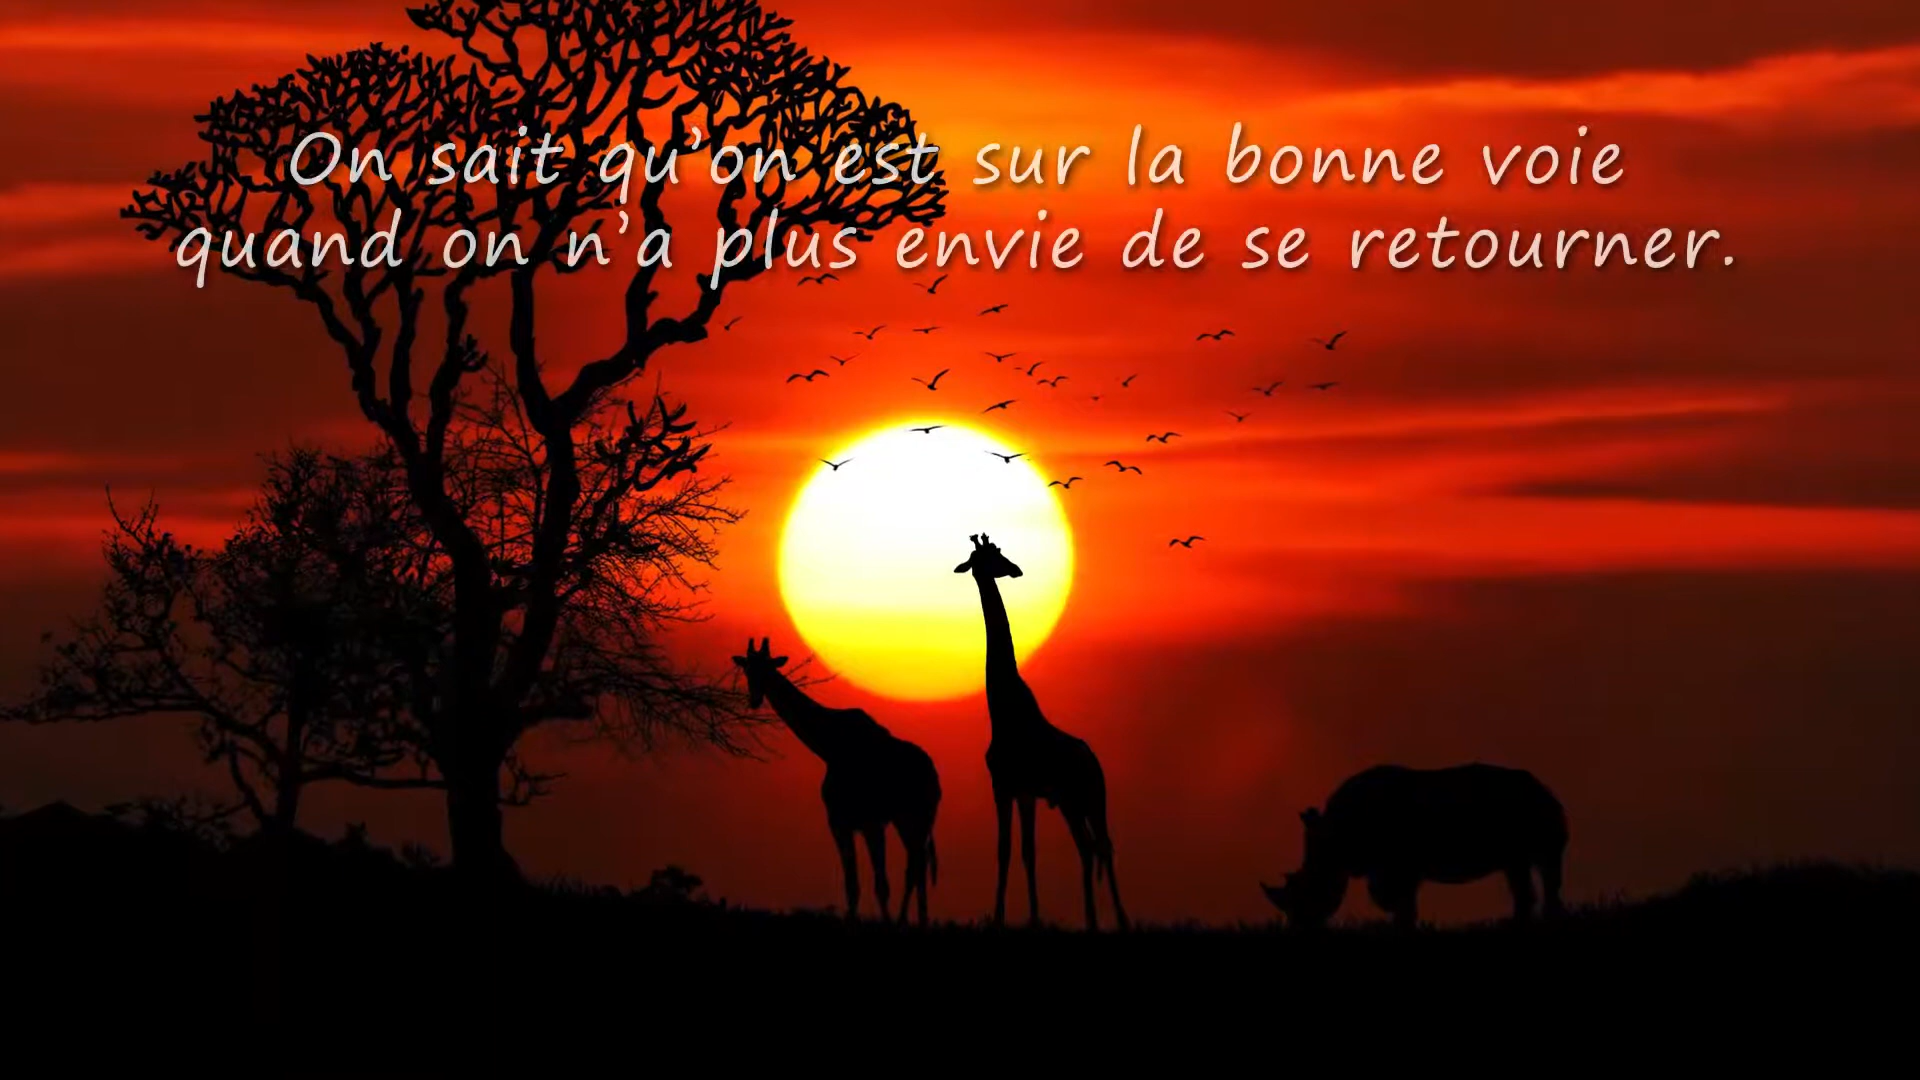 On sait qu’on est sur la bonne voie
quand on n’a plus envie de se retourner.